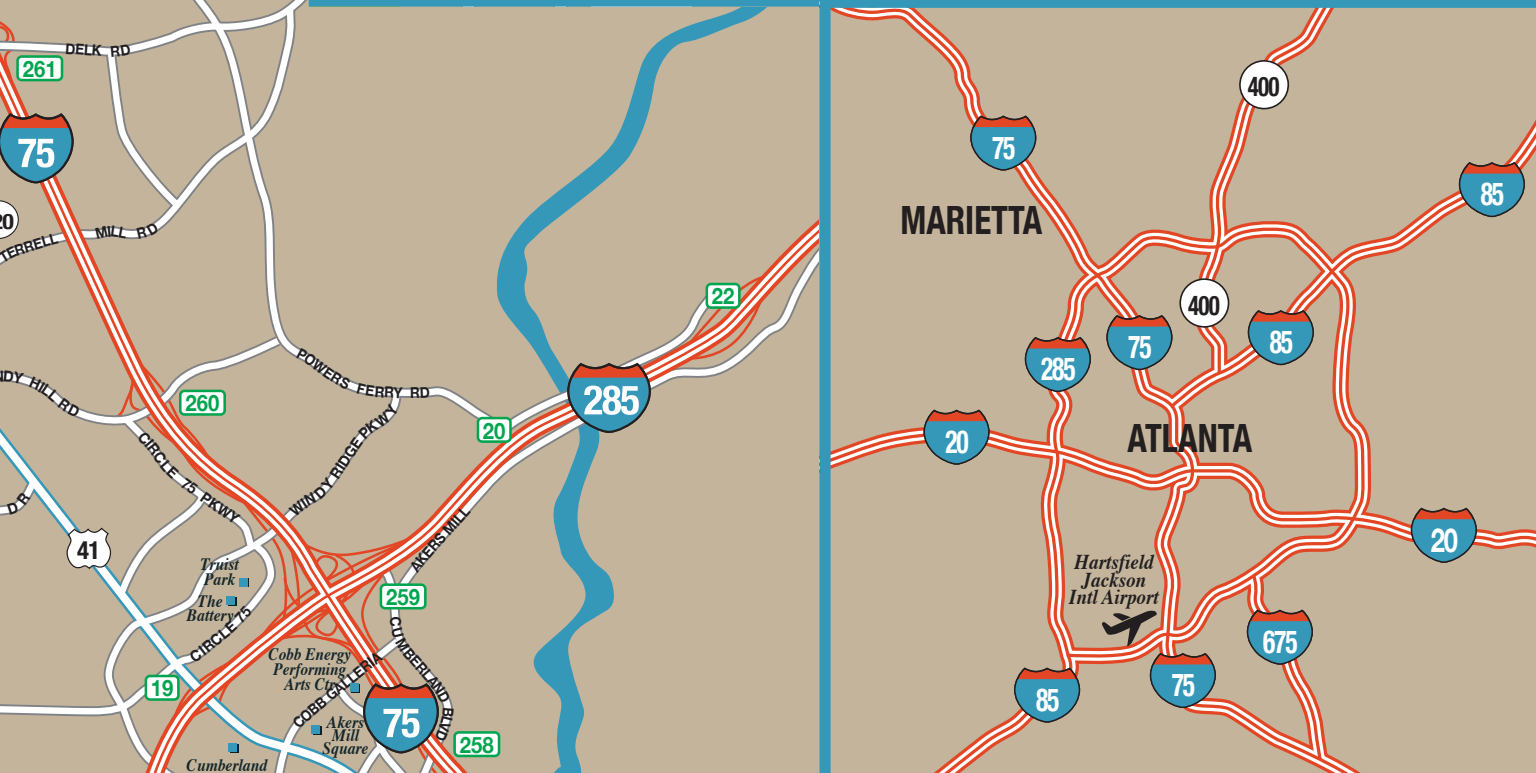 DELK RD
261
75
20
TERRELL MILL RD
22
NDY HILL RD
260
POWERS FERRY RD
285
20
CIRCLE 75 PKWY
WINDY RIDGE PKWY
DR
41
AKERS MILL
Truist
Park
The
Battery
CIRCLE 75
259
CUMBERLAND BLVD
Cobb Energy
Performing
Arts Ctr
COBB GALLERIA
19
75
Akers
Mill
Square
258
Cumberland
400
75
85
MARIETTA
400
75
85
285
20
ATLANTA
20
Hartsfield
Jackson
Intl Airport
675
85
75